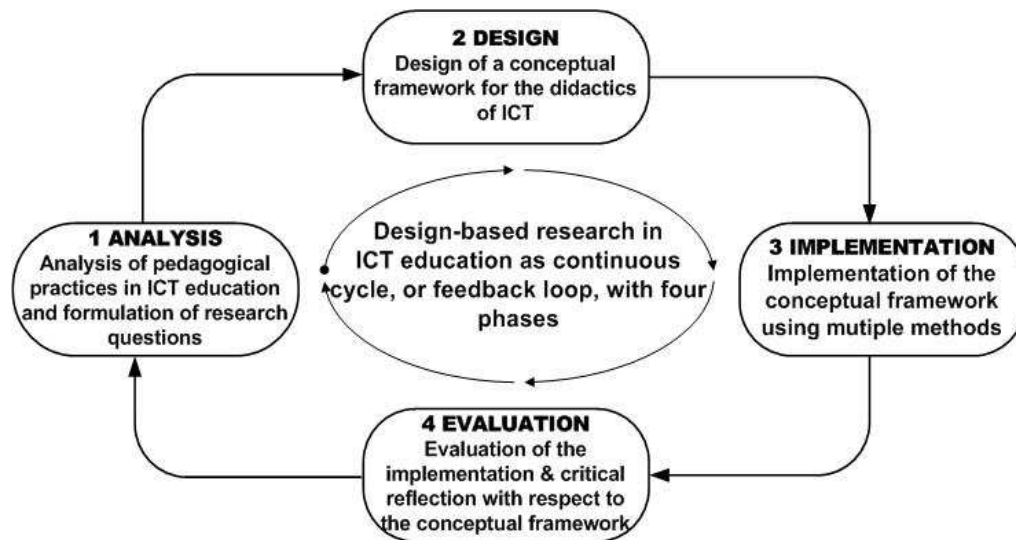 2 DESIGN
Design of a conceptual
framework for the didactics
of ICT
1 ANALYSIS
Analysis of pedagogical
practices in ICT education
and formulation of research
questions
Design-based research in
ICT education as continuous
cycle, or feedback loop, with four
phases
3 IMPLEMENTATION
Implementation of the
conceptual framework
using mutiple methods
4 EVALUATION
Evaluation of the
implementation & critical
reflection with respect to
the conceptual framework